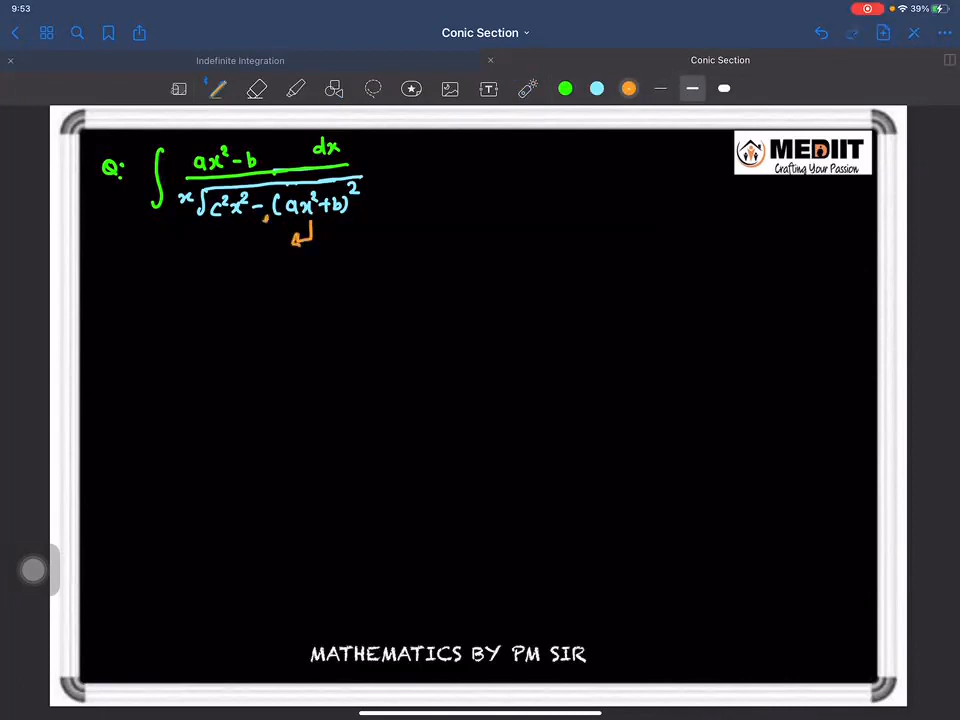 9:53
39%
Conic Section
Indefinite Integration
Conic Section
T
MEDIIT
Crafting Your Passion
Q: ∫ (ax² - b) dx
x√(c²x² - (ax² + b)²)
MATHEMATICS BY PM SIR